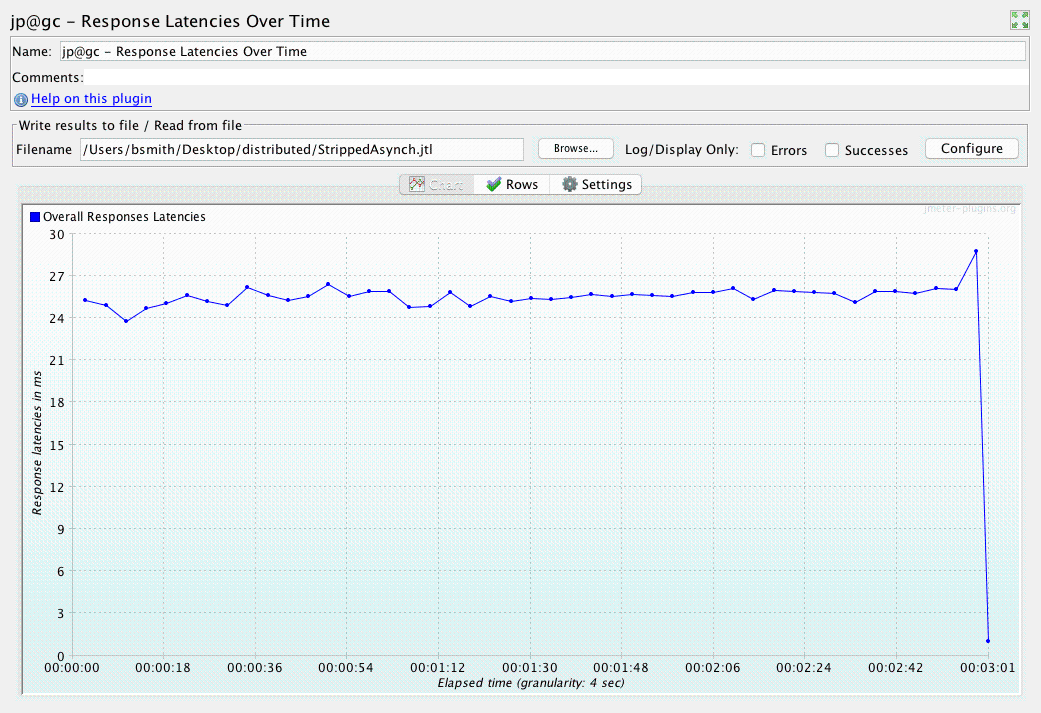 jp@gc - Response Latencies Over Time
Name: jp@gc - Response Latencies Over Time
Comments:
Help on this plugin
Write results to file / Read from file
Filename /Users/bsmith/Desktop/distributed/StrippedAsynch.jtl Browse... Log/Display Only: Errors Successes Configure
Chart Rows Settings
jmeter-plugins.org
Overall Responses Latencies
30
27
24
21
18
15
12
9
6
3
0
Response latencies in ms
00:00:00 00:00:18 00:00:36 00:00:54 00:01:12 00:01:30 00:01:48 00:02:06 00:02:24 00:02:42 00:03:01
Elapsed time (granularity: 4 sec)